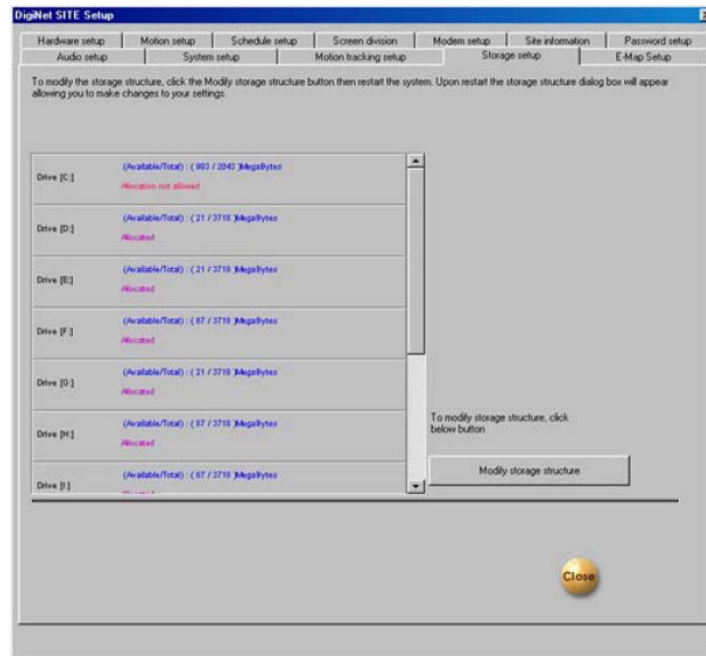 DigiNet SITE Setup
Hardware setup Motion setup Schedule setup Screen division Modem setup Site information Password setup
Audio setup System setup Motion tracking setup Storage setup E-Map Setup
To modify the storage structure, click the Modify storage structure button then restart the system. Upon restart the storage structure dialog box will appear
allowing you to make changes to your settings.
(Available/Total) : ( 993 / 2043 )MegaBytes
Drive [C:]
Allocation not allowed
(Available/Total) : ( 21 / 3718 )MegaBytes
Drive [D:]
Allocated
(Available/Total) : ( 21 / 3718 )MegaBytes
Drive [E:]
Allocated
(Available/Total) : ( 87 / 3718 )MegaBytes
Drive [F:]
Allocated
(Available/Total) : ( 21 / 3718 )MegaBytes
Drive [G:]
Allocated
(Available/Total) : ( 87 / 3718 )MegaBytes
Drive [H:]
Allocated
(Available/Total) : ( 87 / 3718 )MegaBytes
Drive [I:]
To modify storage structure, click
below button
Modify storage structure
Close